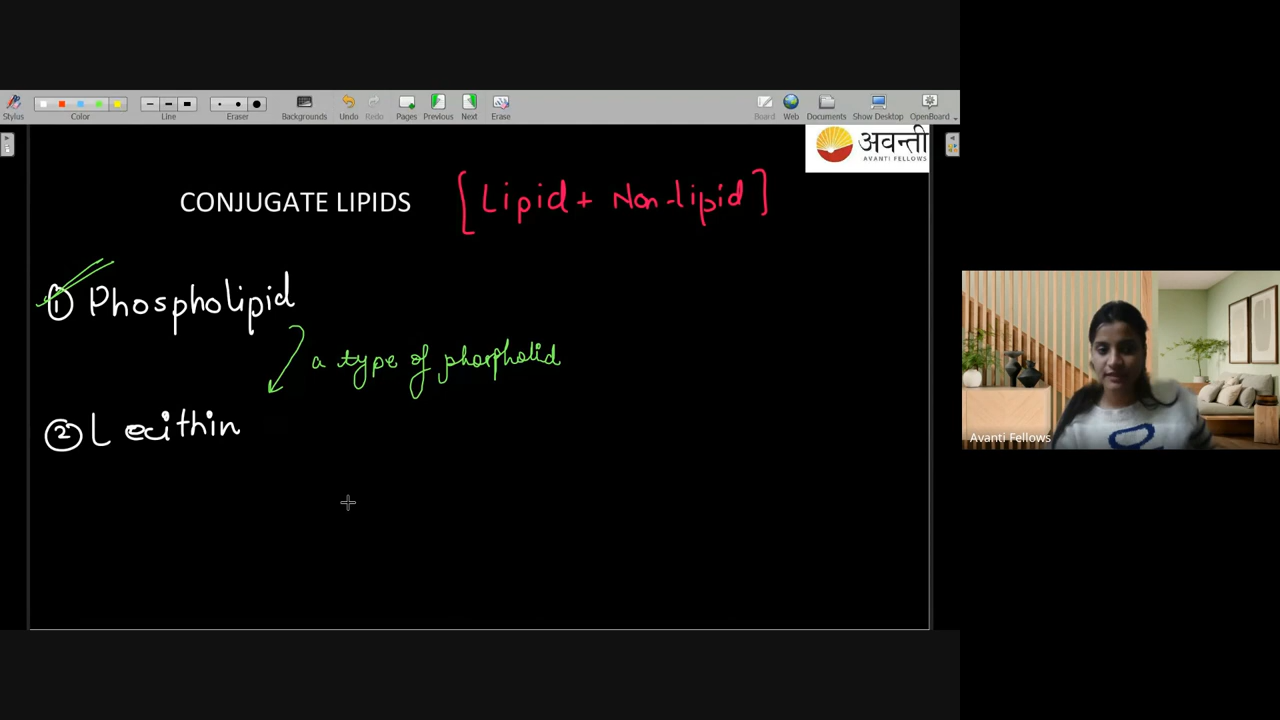 Stylus Color Line Eraser Backgrounds Undo Redo Pages Previous Next Erase Board Web Documents Show Desktop OpenBoard
अवन्ती
AVANTI FELLOWS
CONJUGATE LIPIDS [Lipid + Non-lipid]
① Phospholipid
a type of phospholid
② Lecithin
Avanti Fellows